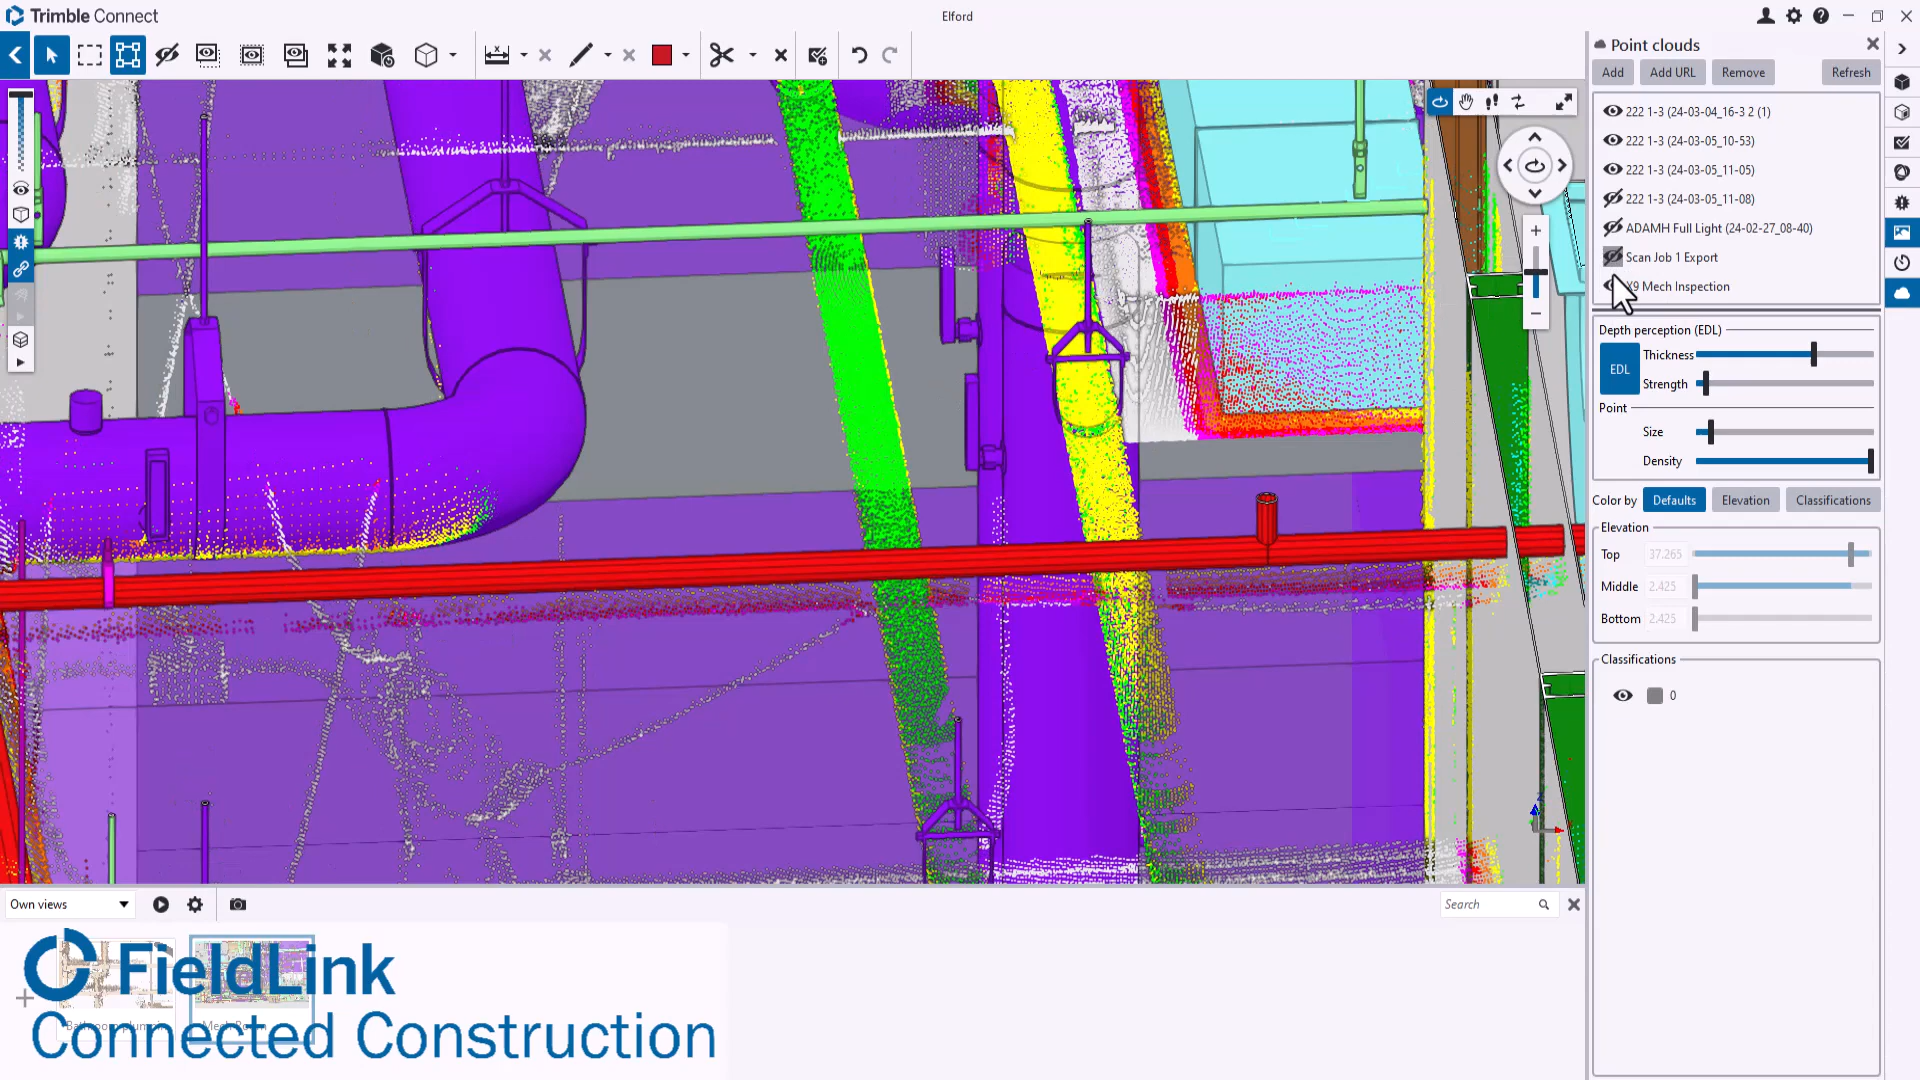 Trimble Connect
Elford
Point clouds
Add
Add URL
Remove
Refresh
222 1-3 (24-03-04_16-3 2 (1)
222 1-3 (24-03-05_10-53)
222 1-3 (24-03-05_11-05)
222 1-3 (24-03-05_11-08)
ADAMH Full Light (24-02-27_08-40)
Scan Job 1 Export
X9 Mech Inspection
Depth perception (EDL)
EDL
Thickness
Strength
Point
Size
Density
Color by
Defaults
Elevation
Classifications
Elevation
Top 37.265
Middle 2.425
Bottom 2.425
Classifications
0
Own views
Search
FieldLink
Connected Construction